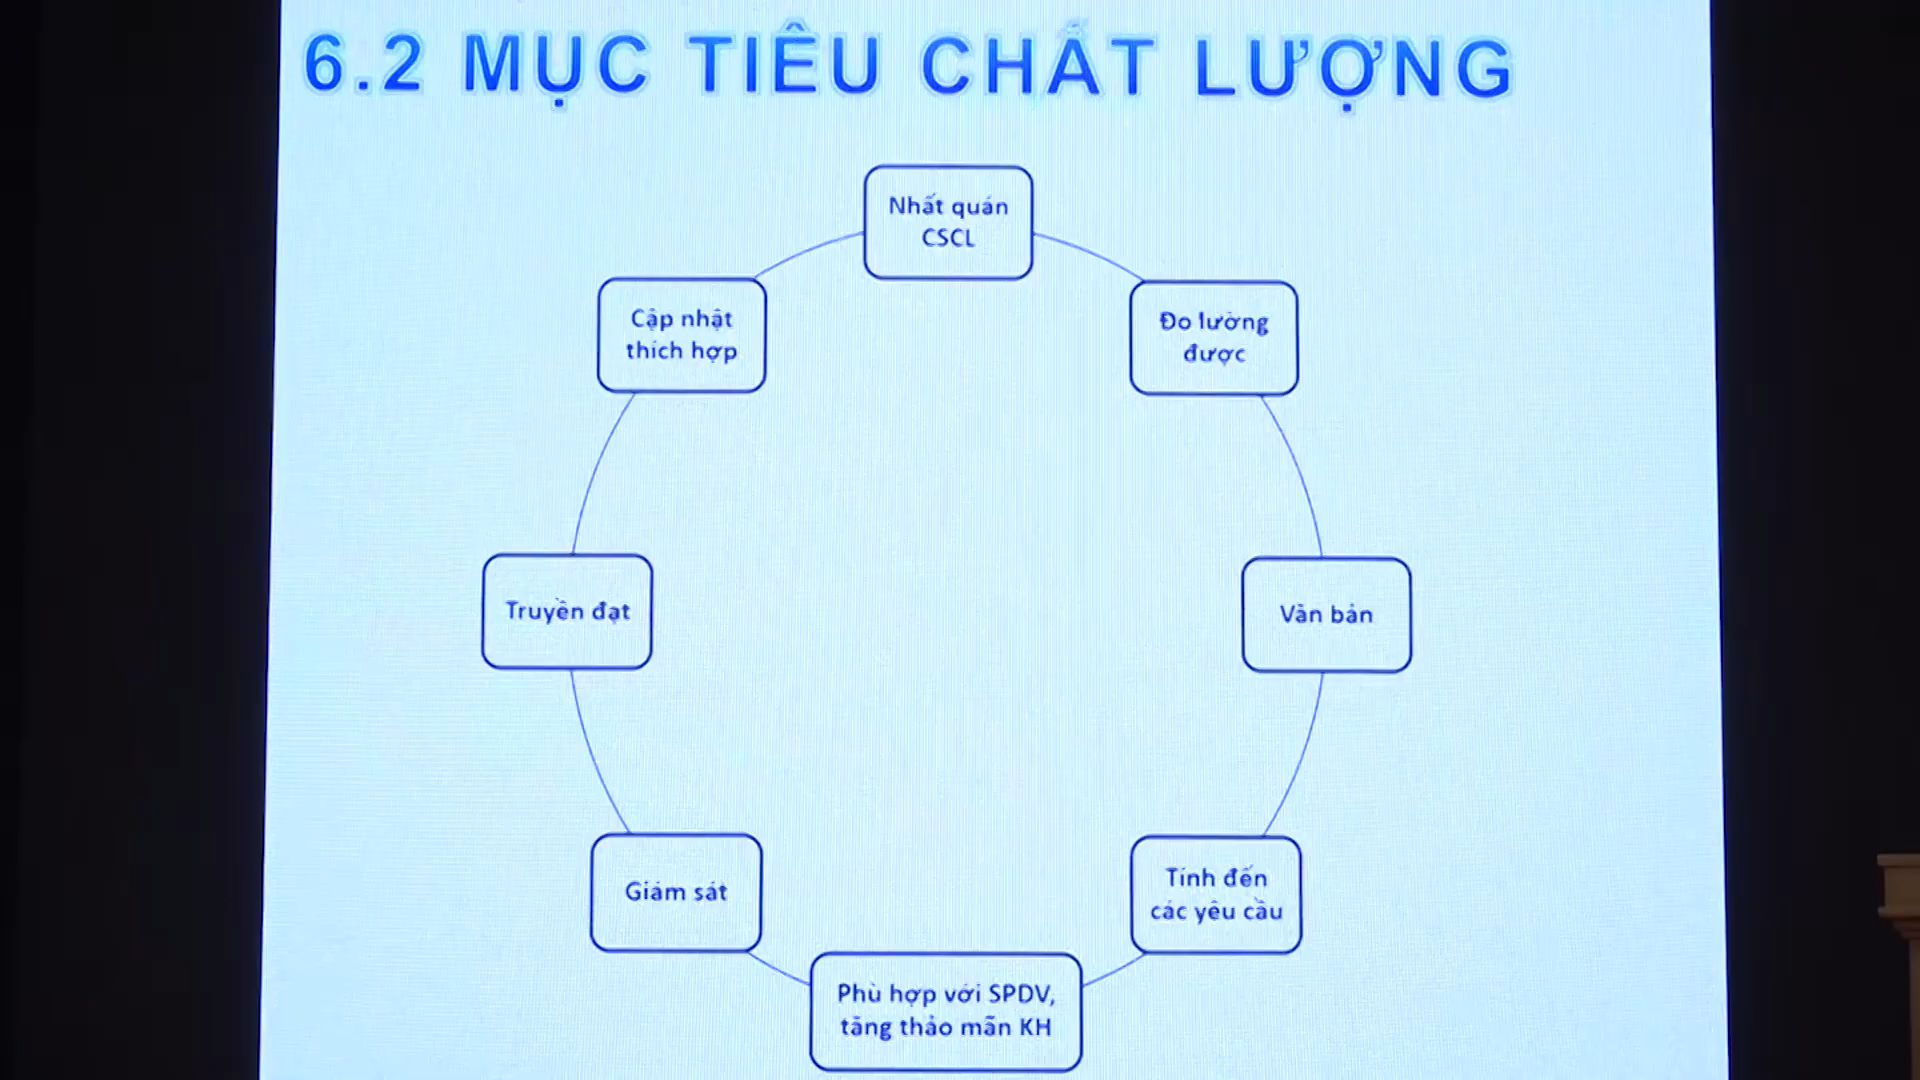 6.2 MỤC TIÊU CHẤT LƯỢNG
Nhất quán
CSCL
Đo lường
được
Văn bản
Tính đến
các yêu cầu
Phù hợp với SPDV,
tăng thảo mãn KH
Giám sát
Truyền đạt
Cập nhật
thích hợp